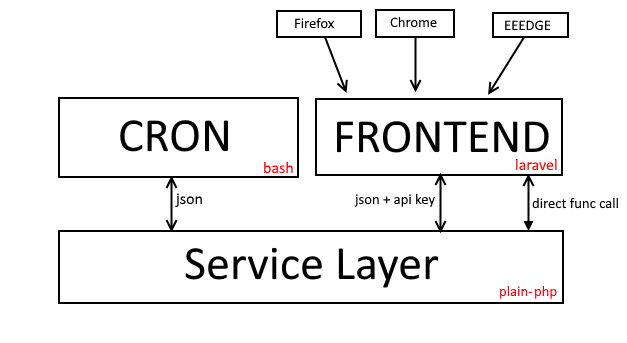 Firefox
Chrome
EEEDGE
CRON
bash
FRONTEND
laravel
json
json + api key
direct func call
Service Layer
plain-php